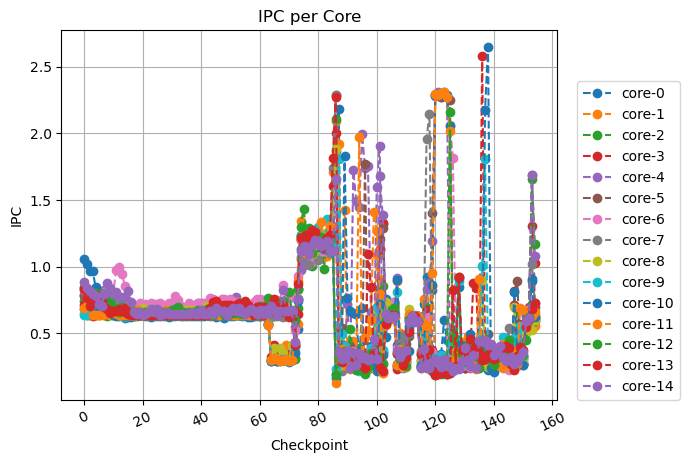 IPC per Core
IPC
2.5
2.0
1.5
1.0
0.5
0
20
40
60
80
100
120
140
160
Checkpoint
core-0
core-1
core-2
core-3
core-4
core-5
core-6
core-7
core-8
core-9
core-10
core-11
core-12
core-13
core-14